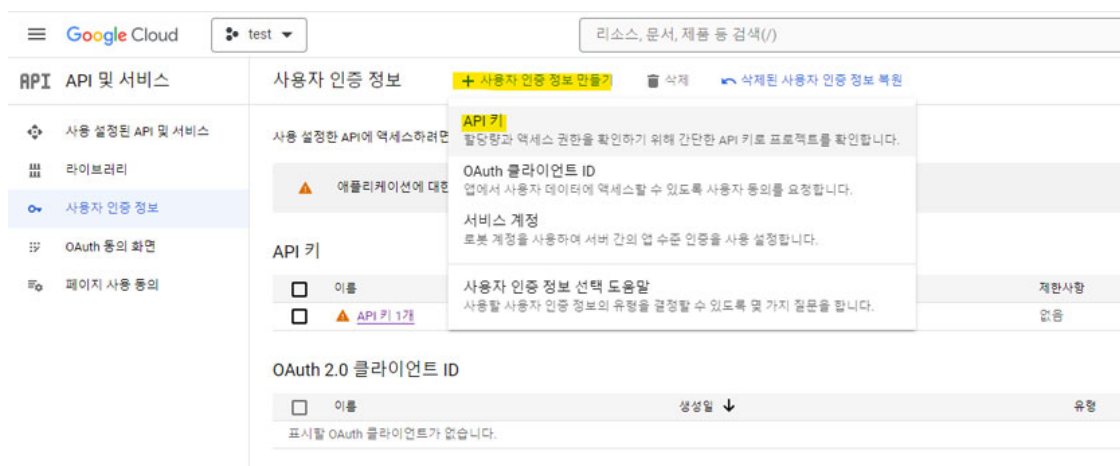 Google Cloud
test
리소스, 문서, 제품 등 검색(/)
API API 및 서비스
사용자 인증 정보
+ 사용자 인증 정보 만들기
삭제
삭제된 사용자 인증 정보 복원
사용 설정된 API 및 서비스
라이브러리
사용자 인증 정보
OAuth 동의 화면
페이지 사용 동의
사용 설정한 API에 액세스하려면
애플리케이션에 대한
API 키
할당량과 액세스 권한을 확인하기 위해 간단한 API 키로 프로젝트를 확인합니다.
OAuth 클라이언트 ID
앱에서 사용자 데이터에 액세스할 수 있도록 사용자 동의를 요청합니다.
서비스 계정
로봇 계정을 사용하여 서버 간의 앱 수준 인증을 사용 설정합니다.
사용자 인증 정보 선택 도움말
사용할 사용자 인증 정보의 유형을 결정할 수 있도록 몇 가지 질문을 합니다.
API 키
이름
제한사항
API 키 1개
없음
OAuth 2.0 클라이언트 ID
이름
생성일
유형
표시할 OAuth 클라이언트가 없습니다.